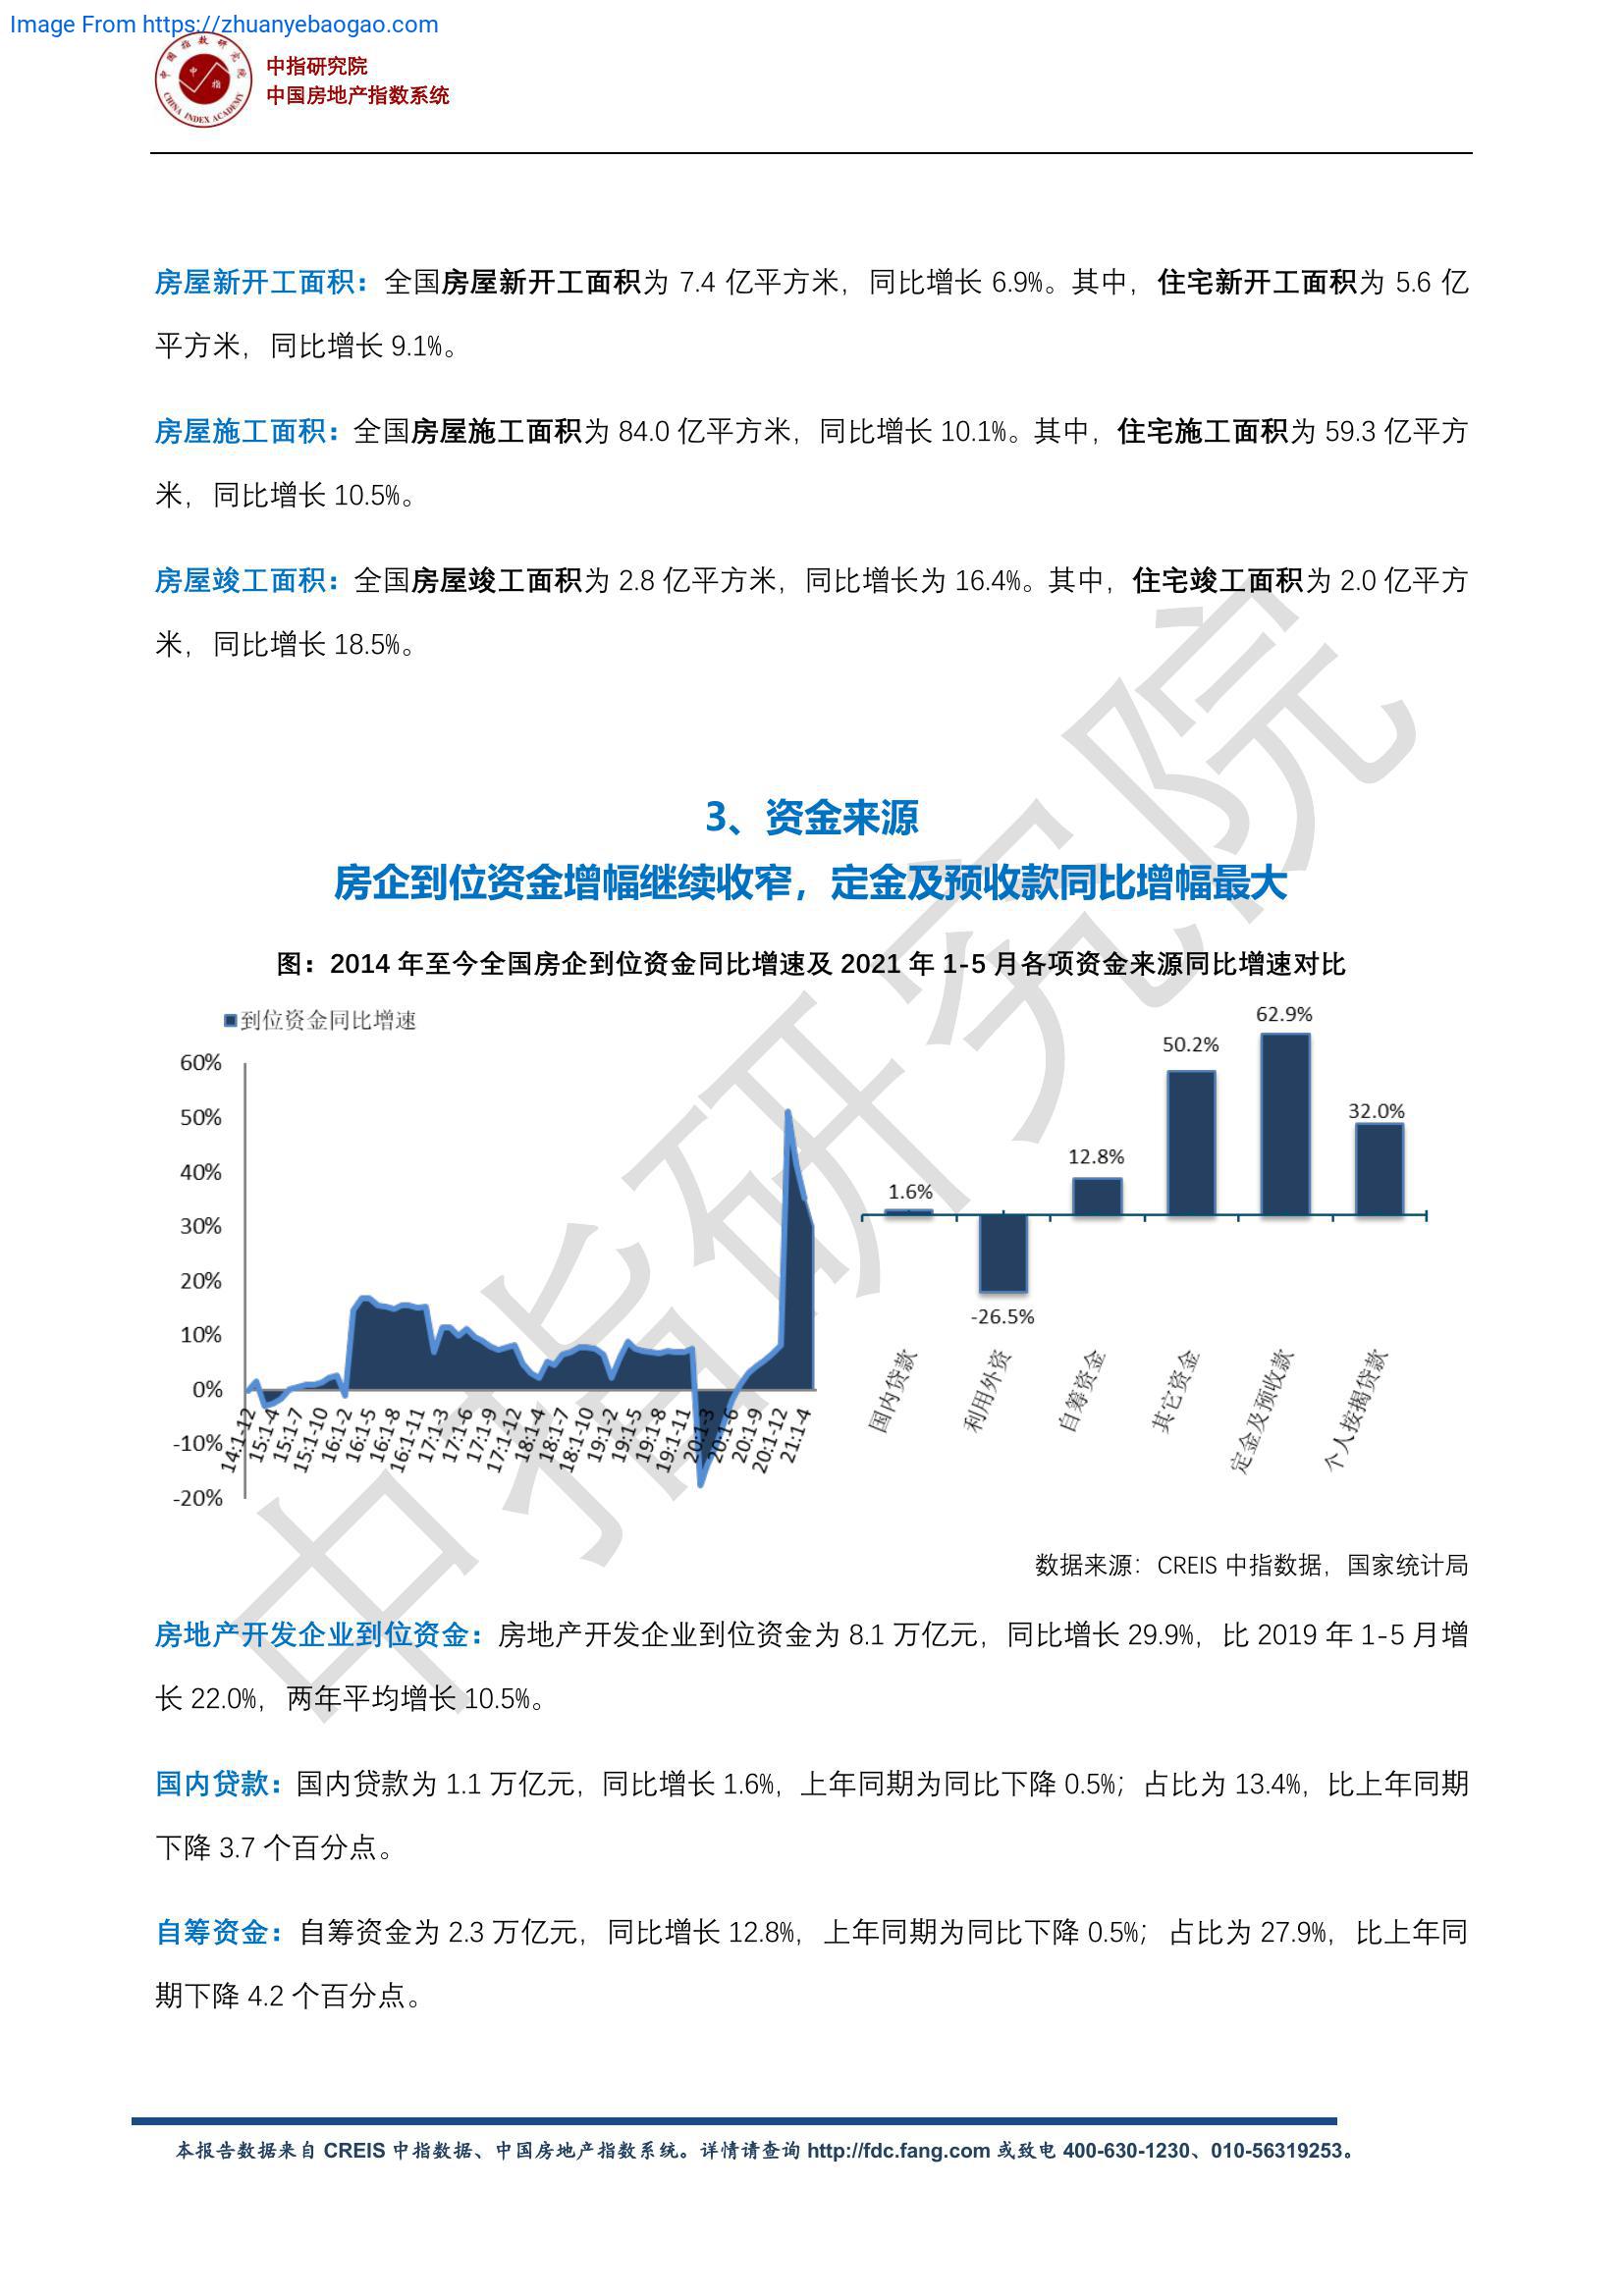 Image From https://zhuanyebaogao.com
中国指数研究院
中指
CHINA INDEX ACADEMY
中指研究院
中国房地产指数系统
房屋新开工面积：全国房屋新开工面积为 7.4 亿平方米，同比增长 6.9%。其中，住宅新开工面积为 5.6 亿
平方米，同比增长 9.1%。
房屋施工面积：全国房屋施工面积为 84.0 亿平方米，同比增长 10.1%。其中，住宅施工面积为 59.3 亿平方
米，同比增长 10.5%。
房屋竣工面积：全国房屋竣工面积为 2.8 亿平方米，同比增长为 16.4%。其中，住宅竣工面积为 2.0 亿平方
米，同比增长 18.5%。
3、资金来源
房企到位资金增幅继续收窄，定金及预收款同比增幅最大
图：2014 年至今全国房企到位资金同比增速及 2021 年 1-5 月各项资金来源同比增速对比
到位资金同比增速
60%
50%
40%
30%
20%
10%
0%
-10%
-20%
14:1-12
15:1-4
15:1-7
15:1-10
16:1-2
16:1-5
16:1-8
16:1-11
17:1-3
17:1-6
17:1-9
17:1-12
18:1-4
18:1-7
18:1-10
19:1-2
19:1-5
19:1-8
19:1-11
20:1-3
20:1-6
20:1-9
20:1-12
21:1-4
1.6%
-26.5%
12.8%
50.2%
62.9%
32.0%
国内贷款
利用外资
自筹资金
其它资金
定金及预收款
个人按揭贷款
数据来源：CREIS 中指数据，国家统计局
房地产开发企业到位资金：房地产开发企业到位资金为 8.1 万亿元，同比增长 29.9%，比 2019 年 1-5 月增
长 22.0%，两年平均增长 10.5%。
国内贷款：国内贷款为 1.1 万亿元，同比增长 1.6%，上年同期为同比下降 0.5%；占比为 13.4%，比上年同期
下降 3.7 个百分点。
自筹资金：自筹资金为 2.3 万亿元，同比增长 12.8%，上年同期为同比下降 0.5%；占比为 27.9%，比上年同
期下降 4.2 个百分点。
中指研究院
本报告数据来自 CREIS 中指数据、中国房地产指数系统。详情请查询 http://fdc.fang.com 或致电 400-630-1230、010-56319253。